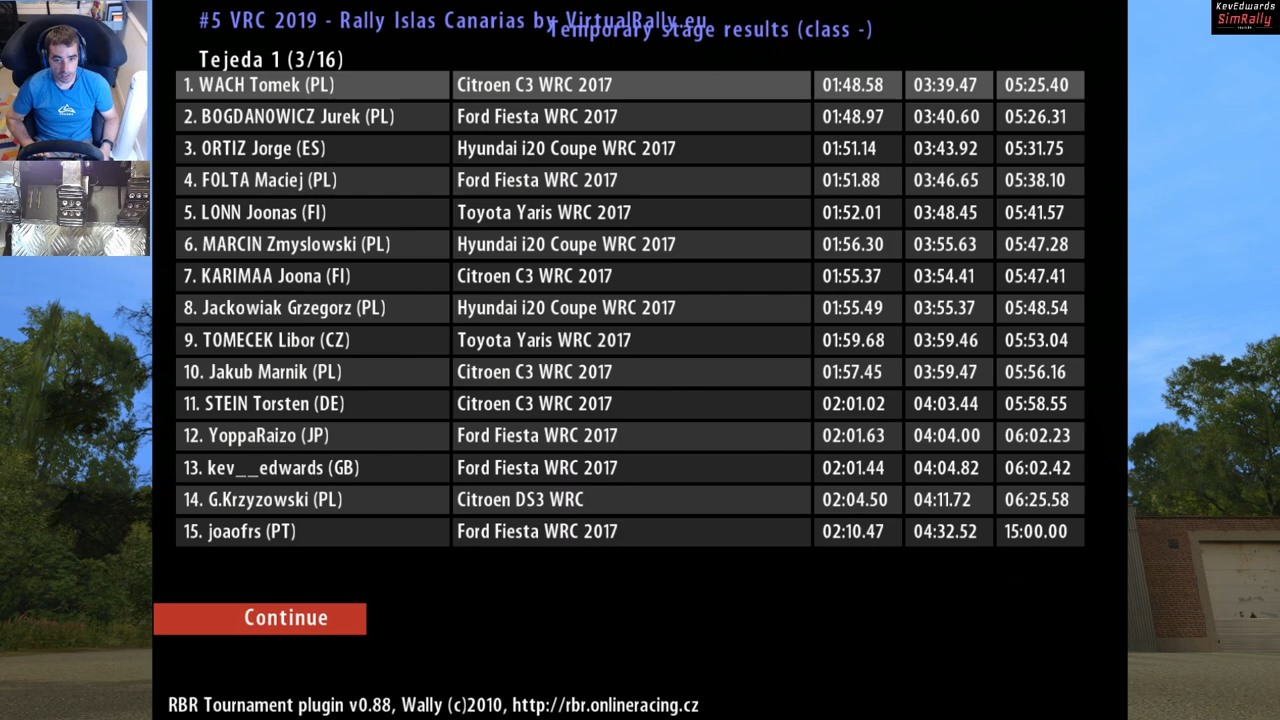 #5 VRC 2019 - Rally Islas Canarias by VirtualRally.eu
Temporary stage results (class -)
KevEdwards
SimRally
Tejeda 1 (3/16)
1. WACH Tomek (PL) Citroen C3 WRC 2017 01:48.58 03:39.47 05:25.40
2. BOGDANOWICZ Jurek (PL) Ford Fiesta WRC 2017 01:48.97 03:40.60 05:26.31
3. ORTIZ Jorge (ES) Hyundai i20 Coupe WRC 2017 01:51.14 03:43.92 05:31.75
4. FOLTA Maciej (PL) Ford Fiesta WRC 2017 01:51.88 03:46.65 05:38.10
5. LONN Joonas (FI) Toyota Yaris WRC 2017 01:52.01 03:48.45 05:41.57
6. MARCIN Zmyslowski (PL) Hyundai i20 Coupe WRC 2017 01:56.30 03:55.63 05:47.28
7. KARIMAA Joona (FI) Citroen C3 WRC 2017 01:55.37 03:54.41 05:47.41
8. Jackowiak Grzegorz (PL) Hyundai i20 Coupe WRC 2017 01:55.49 03:55.37 05:48.54
9. TOMECEK Libor (CZ) Toyota Yaris WRC 2017 01:59.68 03:59.46 05:53.04
10. Jakub Marnik (PL) Citroen C3 WRC 2017 01:57.45 03:59.47 05:56.16
11. STEIN Torsten (DE) Citroen C3 WRC 2017 02:01.02 04:03.44 05:58.55
12. YoppaRaizo (JP) Ford Fiesta WRC 2017 02:01.63 04:04.00 06:02.23
13. kev__edwards (GB) Ford Fiesta WRC 2017 02:01.44 04:04.82 06:02.42
14. G.Krzyzowski (PL) Citroen DS3 WRC 02:04.50 04:11.72 06:25.58
15. joaofrs (PT) Ford Fiesta WRC 2017 02:10.47 04:32.52 15:00.00
Continue
RBR Tournament plugin v0.88, Wally (c)2010, http://rbr.onlineracing.cz